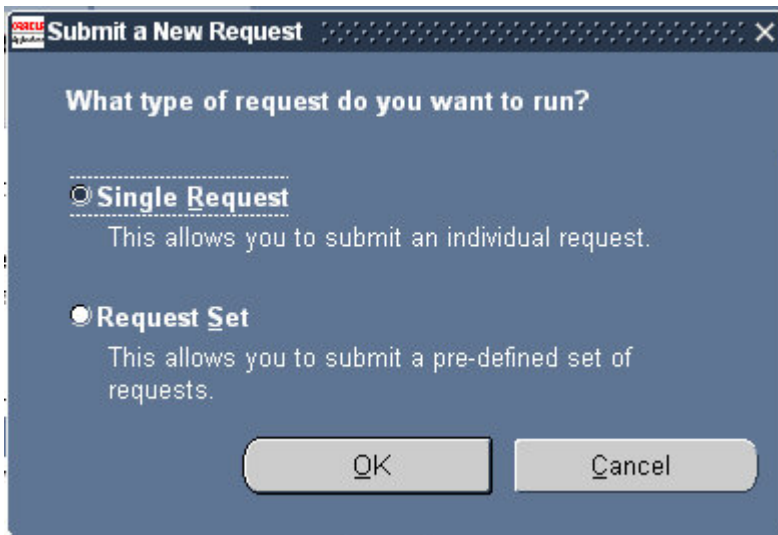 ORACLE
Submit a New Request
What type of request do you want to run?
Single Request
This allows you to submit an individual request.
Request Set
This allows you to submit a pre-defined set of
requests.
OK
Cancel